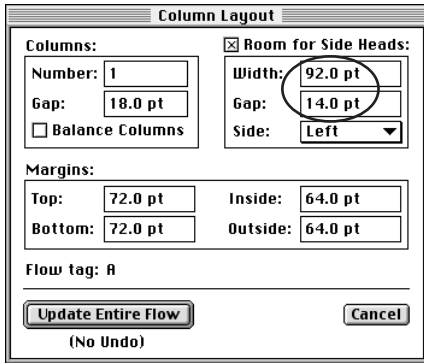 Column Layout
Columns:
Number: 1
Gap: 18.0 pt
Balance Columns
Room for Side Heads:
Width: 92.0 pt
Gap: 14.0 pt
Side: Left
Margins:
Top: 72.0 pt Inside: 64.0 pt
Bottom: 72.0 pt Outside: 64.0 pt
Flow tag: A
Update Entire Flow Cancel
(No Undo)